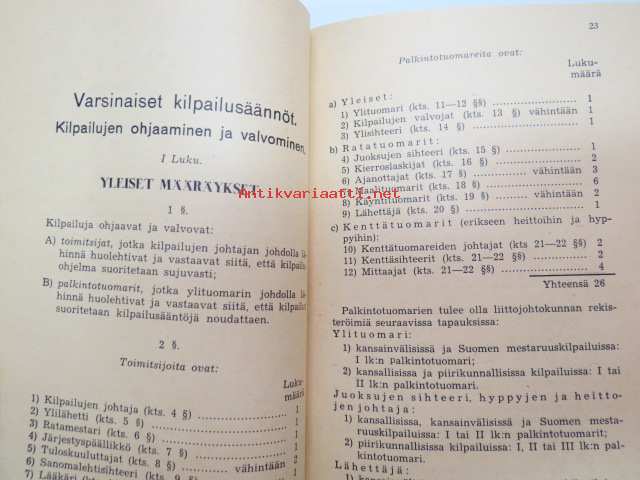 Varsinaiset kilpailusäännöt.
Kilpailujen ohjaaminen ja valvominen.
I Luku.
YLEISET MÄÄRÄYKSET.
1 §.
Kilpailuja ohjaavat ja valvovat:
A) toimitsijat, jotka kilpailujen johtajan johdolla lä-
hinnä huolehtivat ja vastaavat siitä, että kilpailu-
ohjelma suoritetaan sujuvasti;
B) palkintotuomarit, jotka ylituomarin johdolla lä-
hinnä huolehtivat ja vastaavat siitä, että kilpailut
suoritetaan kilpailusääntöjä noudattaen.
2 §.
Toimitsijoita ovat:
Luku-
määrä
1) Kilpailujen johtaja (kts. 4 §) 1
2) Ylilähetti (kts. 5 §) 1
3) Ratamestari (kts. 6 §) 1
4) Järjestyspäällikkö (kts. 7 §) 1
5) Tuloskuuluttajat (kts. 8 §) vähintään 2
6) Sanomalehtisihteeri (kts. 9 §) 1
7) Lääkäri
23
Palkintotuomareita ovat:
Luku-
määrä
a) Yleiset:
1) Ylituomari (kts. 11—12 §§) 1
2) Kilpailujen valvojat (kts. 13 §) vähintään 2
3) Ylisihteeri (kts. 14 §) 1
b) Ratatuomarit:
4) Juoksujen sihteeri (kts. 15 §) 1
5) Kierroslaskijat (kts. 16 §) 2
6) Ajanottajat (kts. 17 §) vähintään 3
7) Maalituomarit (kts. 18 §) 6
8) Käyntituomarit (kts. 19 §) vähintään 2
9) Lähettäjä (kts. 20 §) 1
c) Kenttätuomarit (erikseen heittoihin ja hyp-
pyihin):
10) Kenttätuomareiden johtajat (kts 21—22 §§) 2
11) Kenttäsihteerit (kts. 21—22 §§) 2
12) Mittaajat (kts. 21—22 §§) 4
Yhteensä 26
Palkintotuomarien tulee olla liittojohtokunnan rekis-
teröimiä seuraavissa tapauksissa:
Ylituomari:
1) kansainvälisissä ja Suomen mestaruuskilpailuissa:
I lk:n palkintotuomari.
2) kansallisissa ja piirikunnallisissa kilpailuissa: I tai
II lk:n palkintotuomari.
Juoksujen sihteeri, hyppyjen ja heitto-
jen johtaja:
1) kansallisissa, kansainvälisissä ja Suomen mesta-
ruuskilpailuissa: I tai II lk:n palkintotuomarit;
2) piirikunnallisissa kilpailuissa: I, II tai III lk:n
palkintotuomari.
Lähettäjä:
Antikvariaatti.net